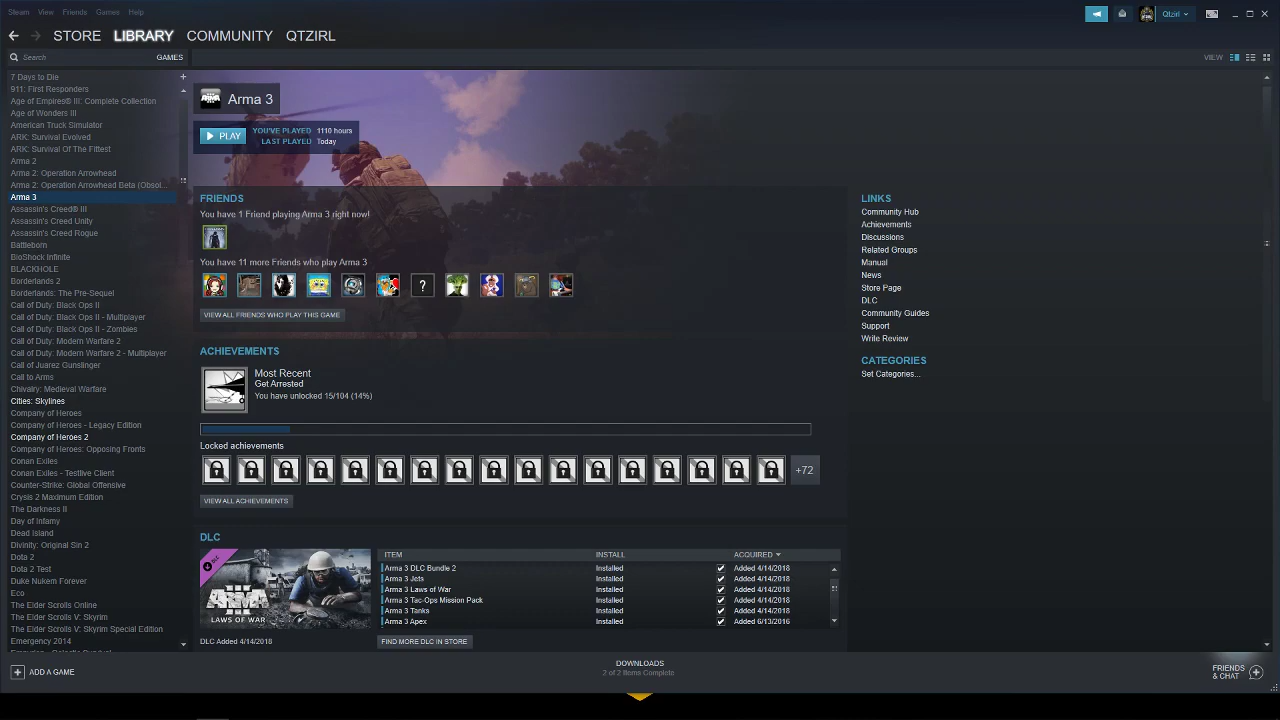 Steam View Friends Games Help
Qtzirl
STORE LIBRARY COMMUNITY QTZIRL
Search GAMES
VIEW
7 Days to Die
911: First Responders
Age of Empires® III: Complete Collection
Age of Wonders III
American Truck Simulator
ARK: Survival Evolved
ARK: Survival Of The Fittest
Arma 2
Arma 2: Operation Arrowhead
Arma 2: Operation Arrowhead Beta (Obsol...
Arma 3
Assassin's Creed® III
Assassin's Creed Unity
Assassin's Creed Rogue
Battleborn
BioShock Infinite
BLACKHOLE
Borderlands 2
Borderlands: The Pre-Sequel
Call of Duty: Black Ops II
Call of Duty: Black Ops II - Multiplayer
Call of Duty: Black Ops II - Zombies
Call of Duty: Modern Warfare 2
Call of Duty: Modern Warfare 2 - Multiplayer
Call of Juarez Gunslinger
Call to Arms
Chivalry: Medieval Warfare
Cities: Skylines
Company of Heroes
Company of Heroes - Legacy Edition
Company of Heroes 2
Company of Heroes: Opposing Fronts
Conan Exiles
Conan Exiles - Testlive Client
Counter-Strike: Global Offensive
Crysis 2 Maximum Edition
The Darkness II
Day of Infamy
Dead Island
Divinity: Original Sin 2
Dota 2
Dota 2 Test
Duke Nukem Forever
Eco
The Elder Scrolls Online
The Elder Scrolls V: Skyrim
The Elder Scrolls V: Skyrim Special Edition
Emergency 2014
Arma 3
PLAY
YOU'VE PLAYED 1110 hours
LAST PLAYED Today
FRIENDS
You have 1 Friend playing Arma 3 right now!
You have 11 more Friends who play Arma 3
?
VIEW ALL FRIENDS WHO PLAY THIS GAME
ACHIEVEMENTS
Most Recent
Get Arrested
You have unlocked 15/104 (14%)
Locked achievements
+72
VIEW ALL ACHIEVEMENTS
DLC
DLC
ARMA III
LAWS OF WAR
DLC Added 4/14/2018
ITEM INSTALL ACQUIRED
Arma 3 DLC Bundle 2 Installed Added 4/14/2018
Arma 3 Jets Installed Added 4/14/2018
Arma 3 Laws of War Installed Added 4/14/2018
Arma 3 Tac-Ops Mission Pack Installed Added 4/14/2018
Arma 3 Tanks Installed Added 4/14/2018
Arma 3 Apex Installed Added 6/13/2016
FIND MORE DLC IN STORE
LINKS
Community Hub
Achievements
Discussions
Related Groups
Manual
News
Store Page
DLC
Community Guides
Support
Write Review
CATEGORIES
Set Categories...
ADD A GAME
DOWNLOADS
2 of 2 Items Complete
FRIENDS
& CHAT